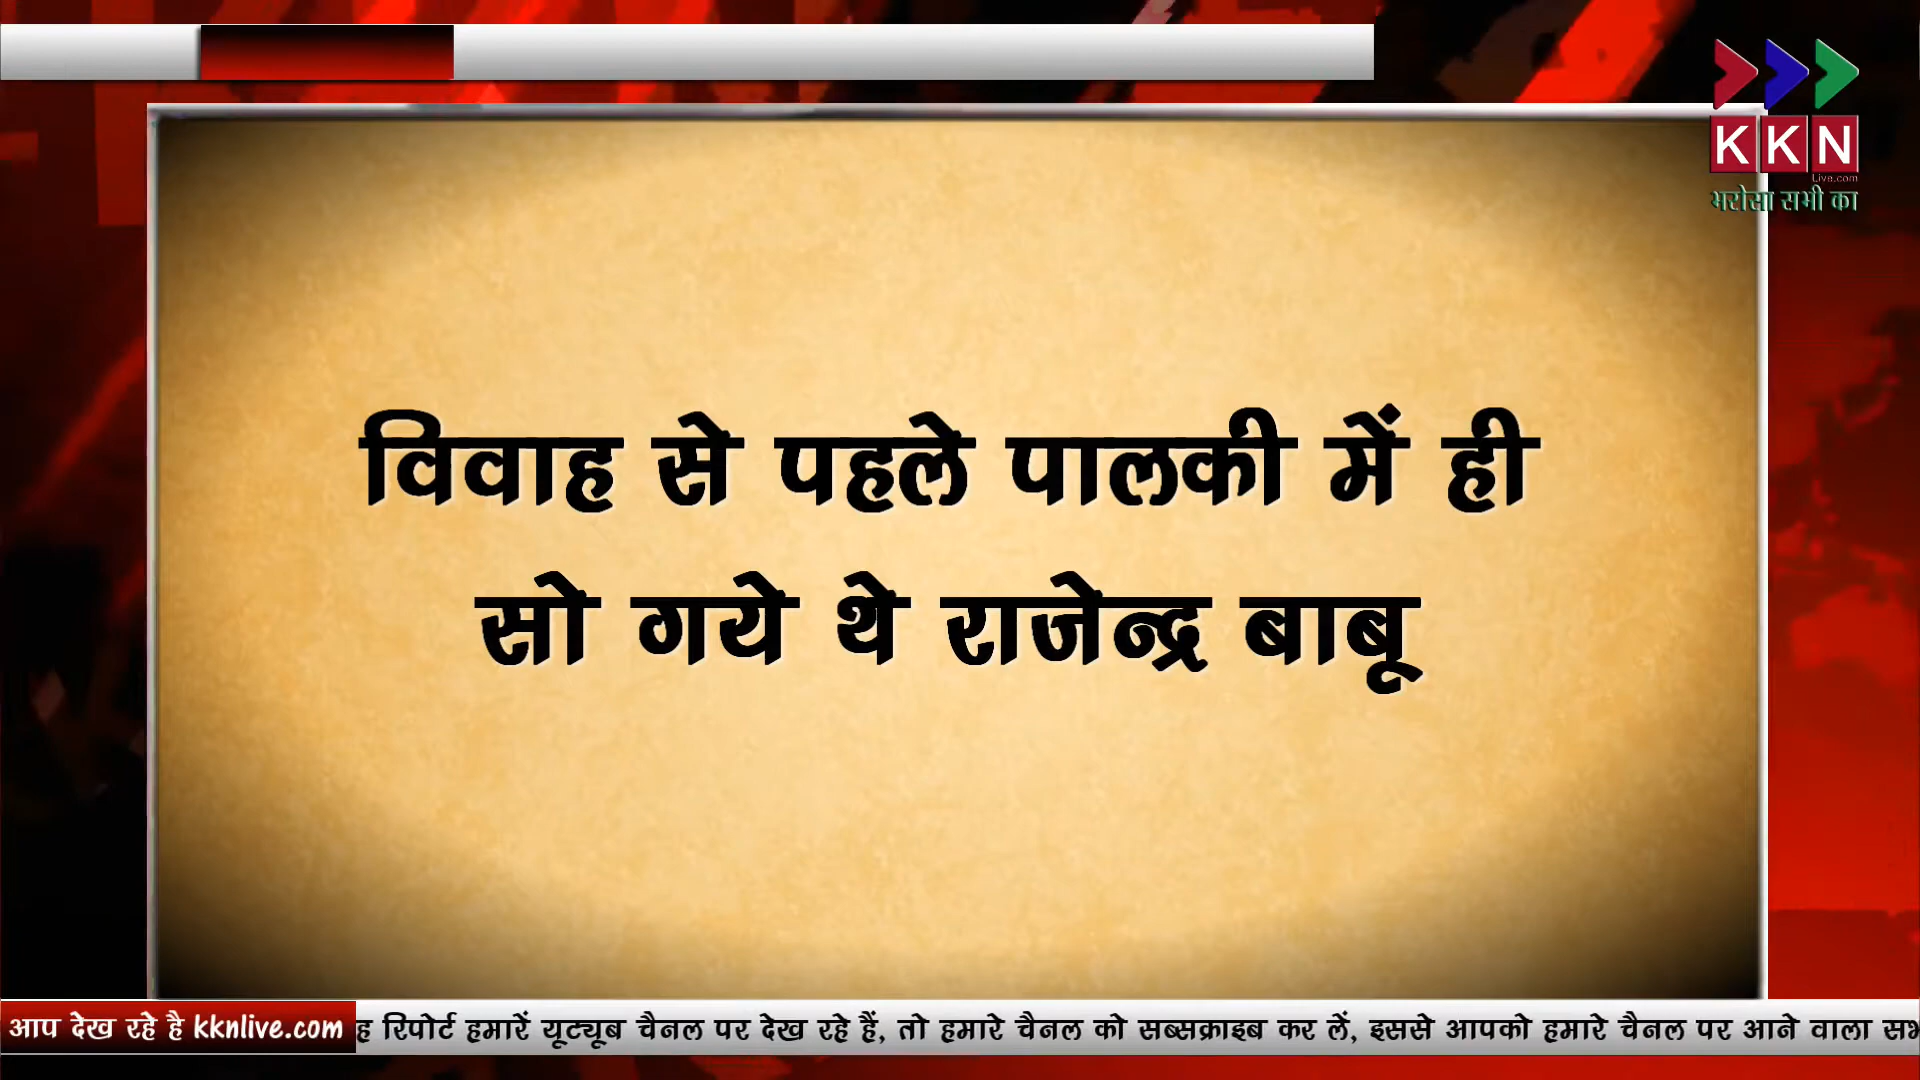 KKN
Live.com
भरोसा सभी का
विवाह से पहले पालकी में ही
सो गये थे राजेन्द्र बाबू
आप देख रहे है kknlive.com
ह रिपोर्ट हमारें यूट्यूब चैनल पर देख रहे हैं, तो हमारे चैनल को सब्सक्राइब कर लें, इससे आपको हमारे चैनल पर आने वाला